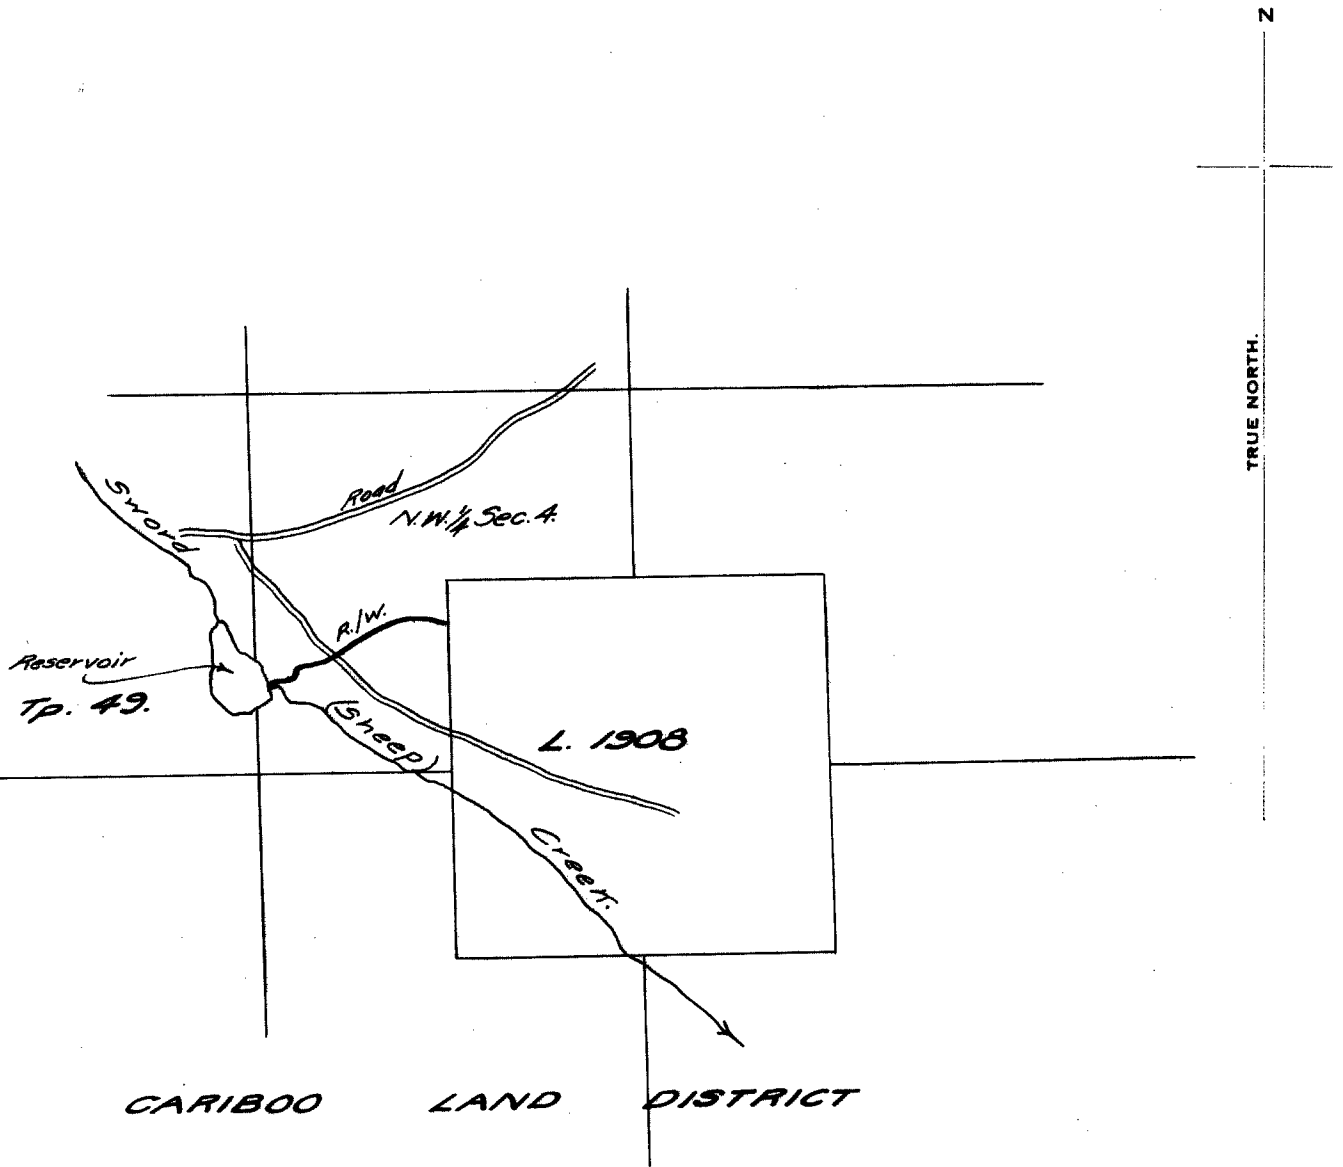 N
TRUE NORTH.
Sword
Road
N.W.¼ Sec. 4.
R/W.
Reservoir
Tp. 49.
(Sheep)
L. 1908
Creek.
CARIBOO LAND DISTRICT